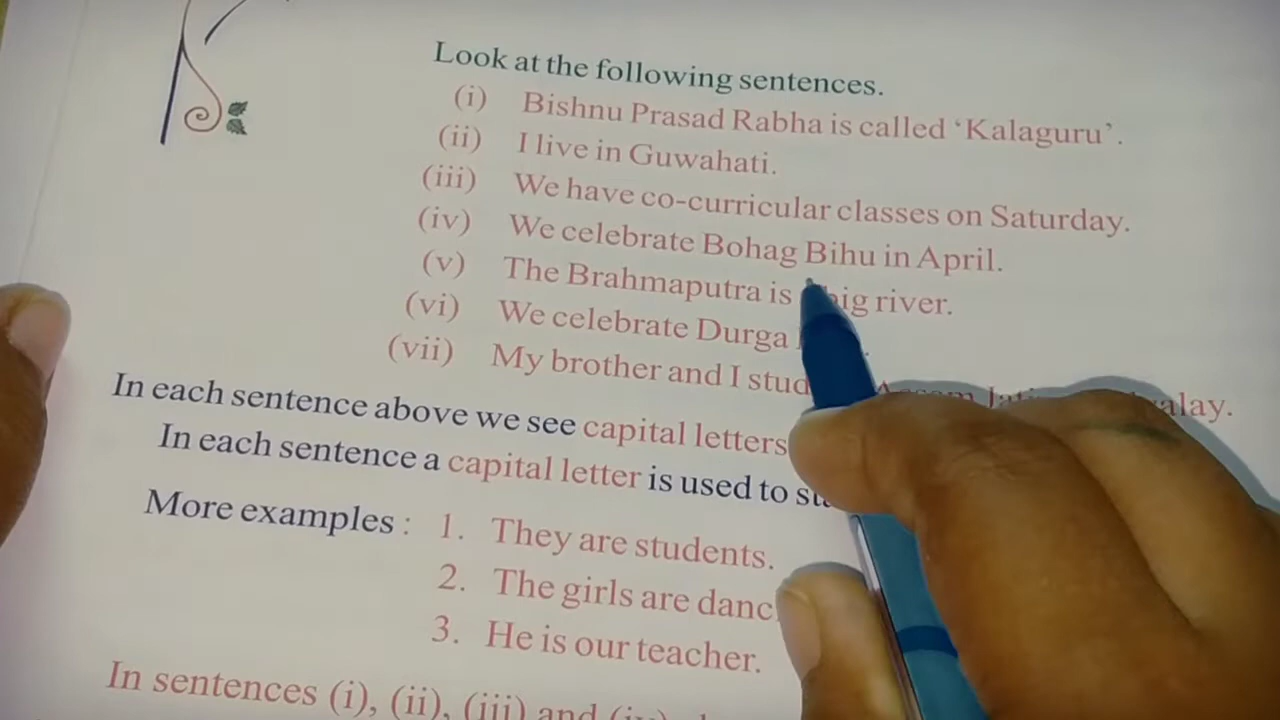 Look at the following sentences.
(i) Bishnu Prasad Rabha is called ‘Kalaguru’.
(ii) I live in Guwahati.
(iii) We have co-curricular classes on Saturday.
(iv) We celebrate Bohag Bihu in April.
(v) The Brahmaputra is big river.
(vi) We celebrate Durga
(vii) My brother and I Assam
In each sentence above we see capital letters
In each sentence a capital letter is used to
More examples : 1. They are students.
2. The girls are
3. He is our teacher.
In sentences (i), (ii), (iii) and